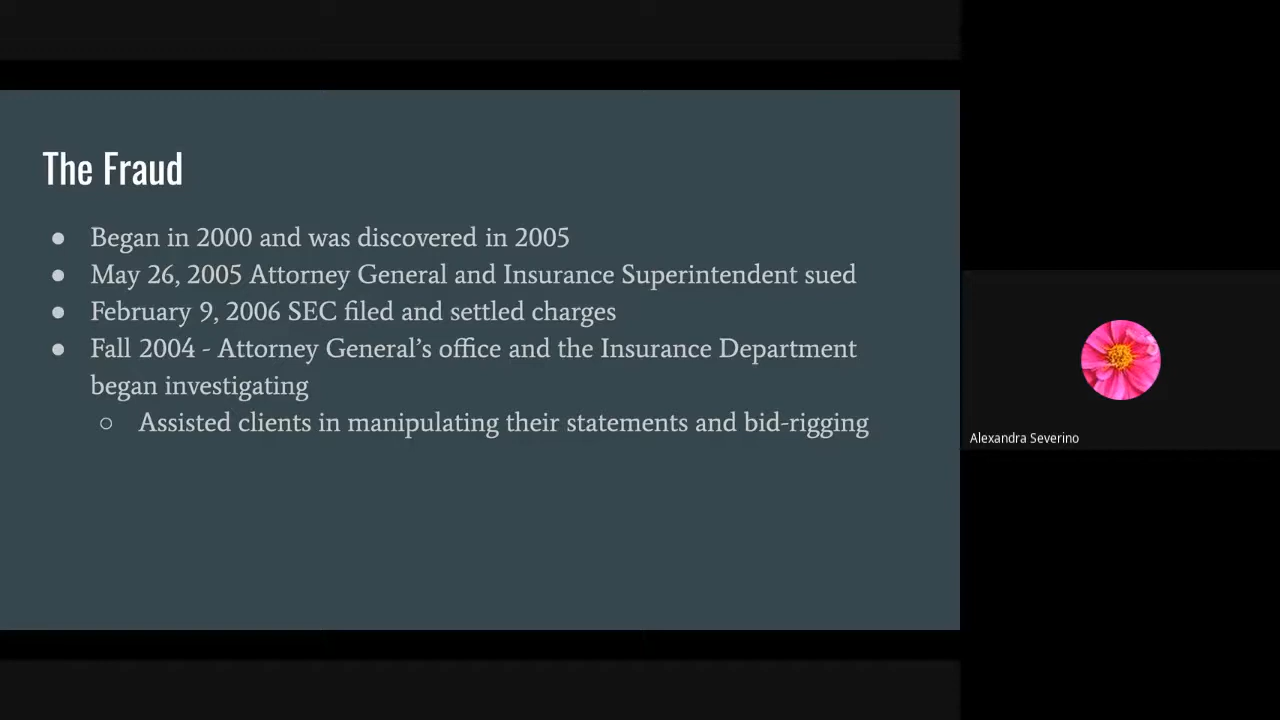 The Fraud
● Began in 2000 and was discovered in 2005
● May 26, 2005 Attorney General and Insurance Superintendent sued
● February 9, 2006 SEC filed and settled charges
● Fall 2004 - Attorney General’s office and the Insurance Department
began investigating
○ Assisted clients in manipulating their statements and bid-rigging
Alexandra Severino